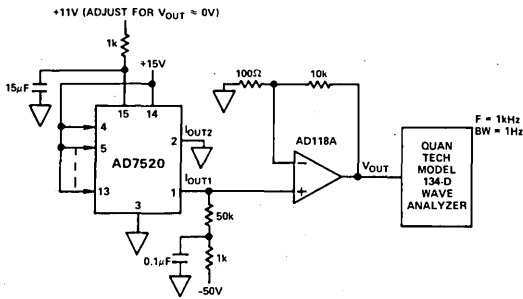 +11V (ADJUST FOR VOUT ≈ 0V)
1k
+15V
15μF
15
14
4
5
13
AD7520
IOUT2
2
IOUT1
1
3
50k
0.1μF
1k
-50V
100Ω
10k
AD118A
−
+
VOUT
F = 1kHz
BW = 1Hz
QUAN
TECH
MODEL
134-D
WAVE
ANALYZER